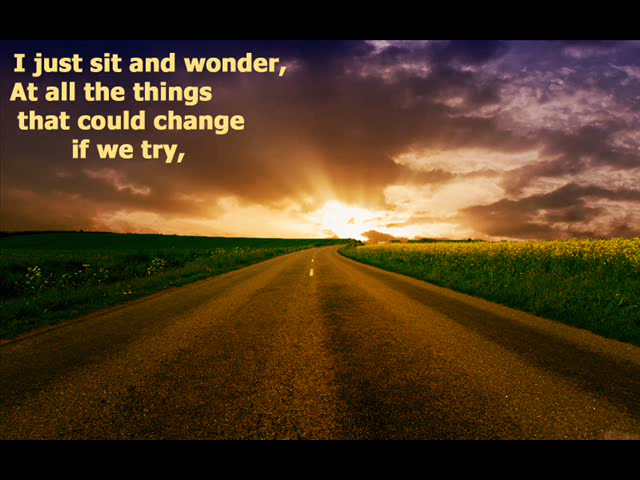 I just sit and wonder,
At all the things
that could change
if we try,